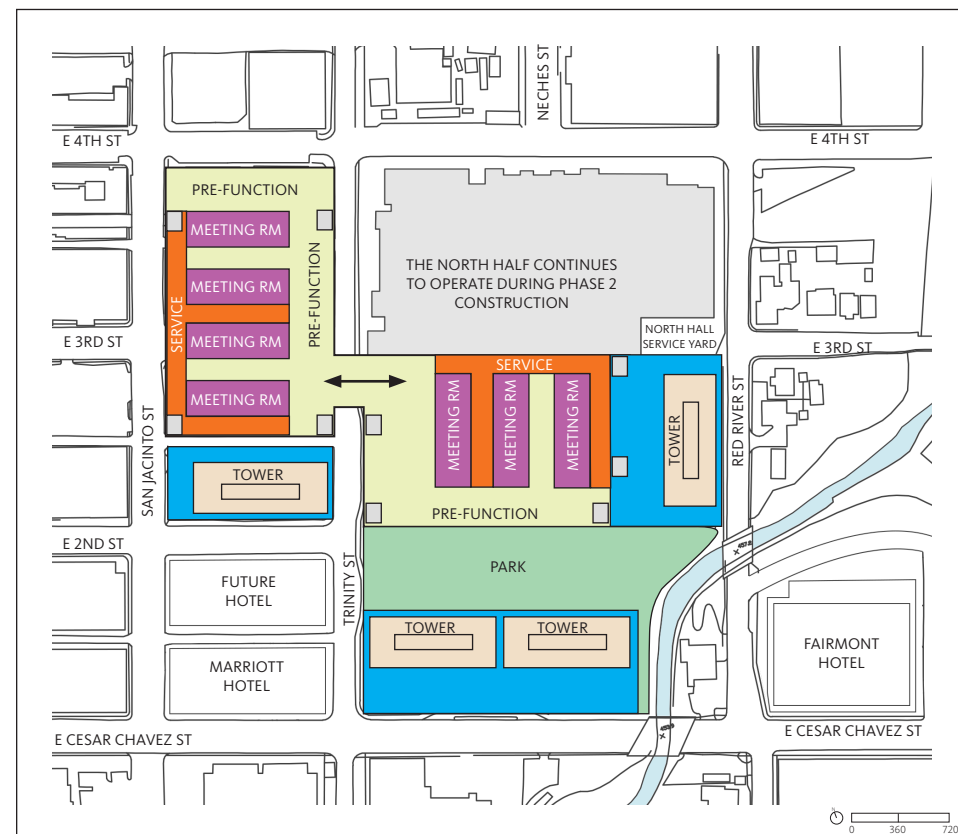 NECHES ST
E 4TH ST
E 4TH ST
PRE-FUNCTION
MEETING RM
MEETING RM
MEETING RM
MEETING RM
SERVICE
PRE-FUNCTION
THE NORTH HALF CONTINUES
TO OPERATE DURING PHASE 2
CONSTRUCTION
NORTH HALL
SERVICE YARD
E 3RD ST
E 3RD ST
SERVICE
MEETING RM
MEETING RM
MEETING RM
TOWER
RED RIVER ST
SAN JACINTO ST
TOWER
PRE-FUNCTION
E 2ND ST
PARK
FUTURE
HOTEL
TRINITY ST
TOWER
TOWER
MARRIOTT
HOTEL
FAIRMONT
HOTEL
E CESAR CHAVEZ ST
E CESAR CHAVEZ ST
0 360 720